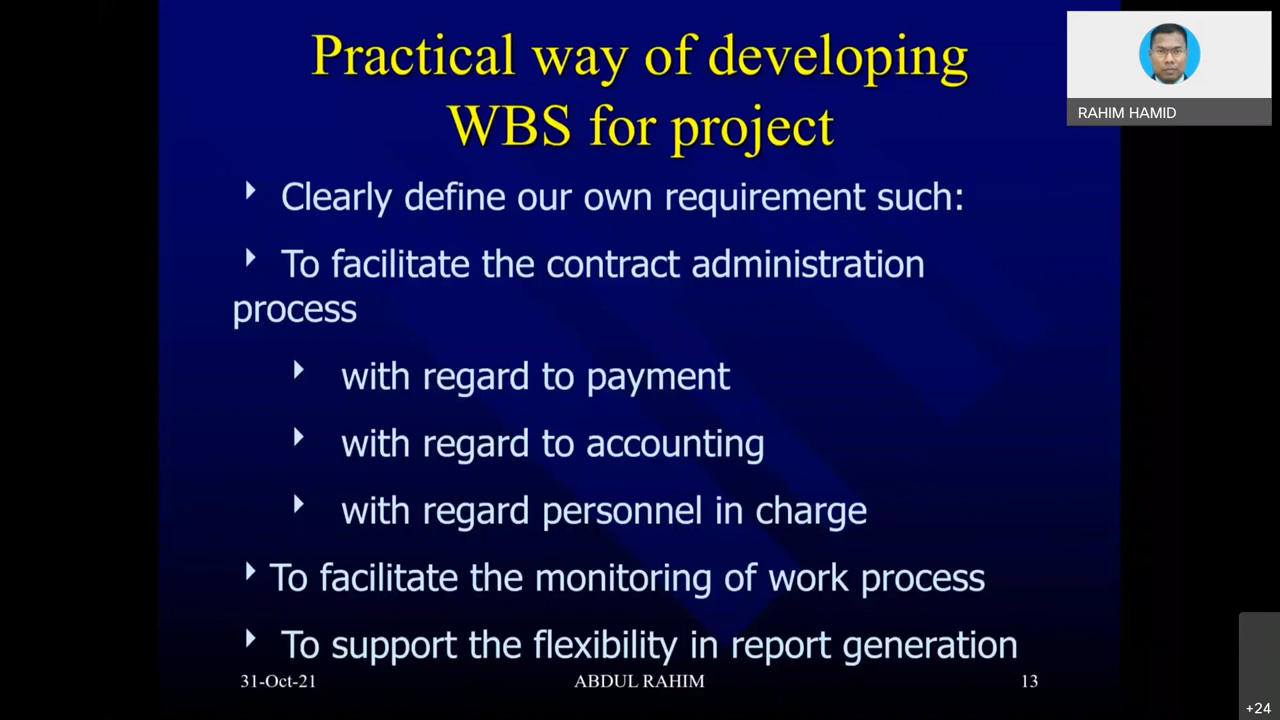 Practical way of developing
WBS for project
RAHIM HAMID
Clearly define our own requirement such:
To facilitate the contract administration
process
with regard to payment
with regard to accounting
with regard personnel in charge
To facilitate the monitoring of work process
To support the flexibility in report generation
31-Oct-21
ABDUL RAHIM
13
+24